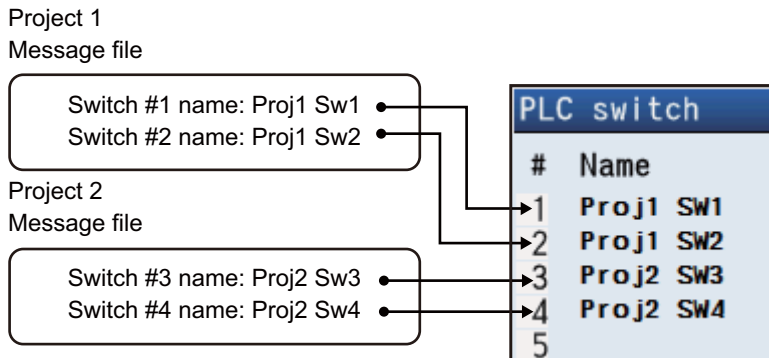 Project 1
Message file
Switch #1 name: Proj1 Sw1
Switch #2 name: Proj1 Sw2
Project 2
Message file
Switch #3 name: Proj2 Sw3
Switch #4 name: Proj2 Sw4
PLC switch
# Name
1 Proj1 SW1
2 Proj1 SW2
3 Proj2 SW3
4 Proj2 SW4
5